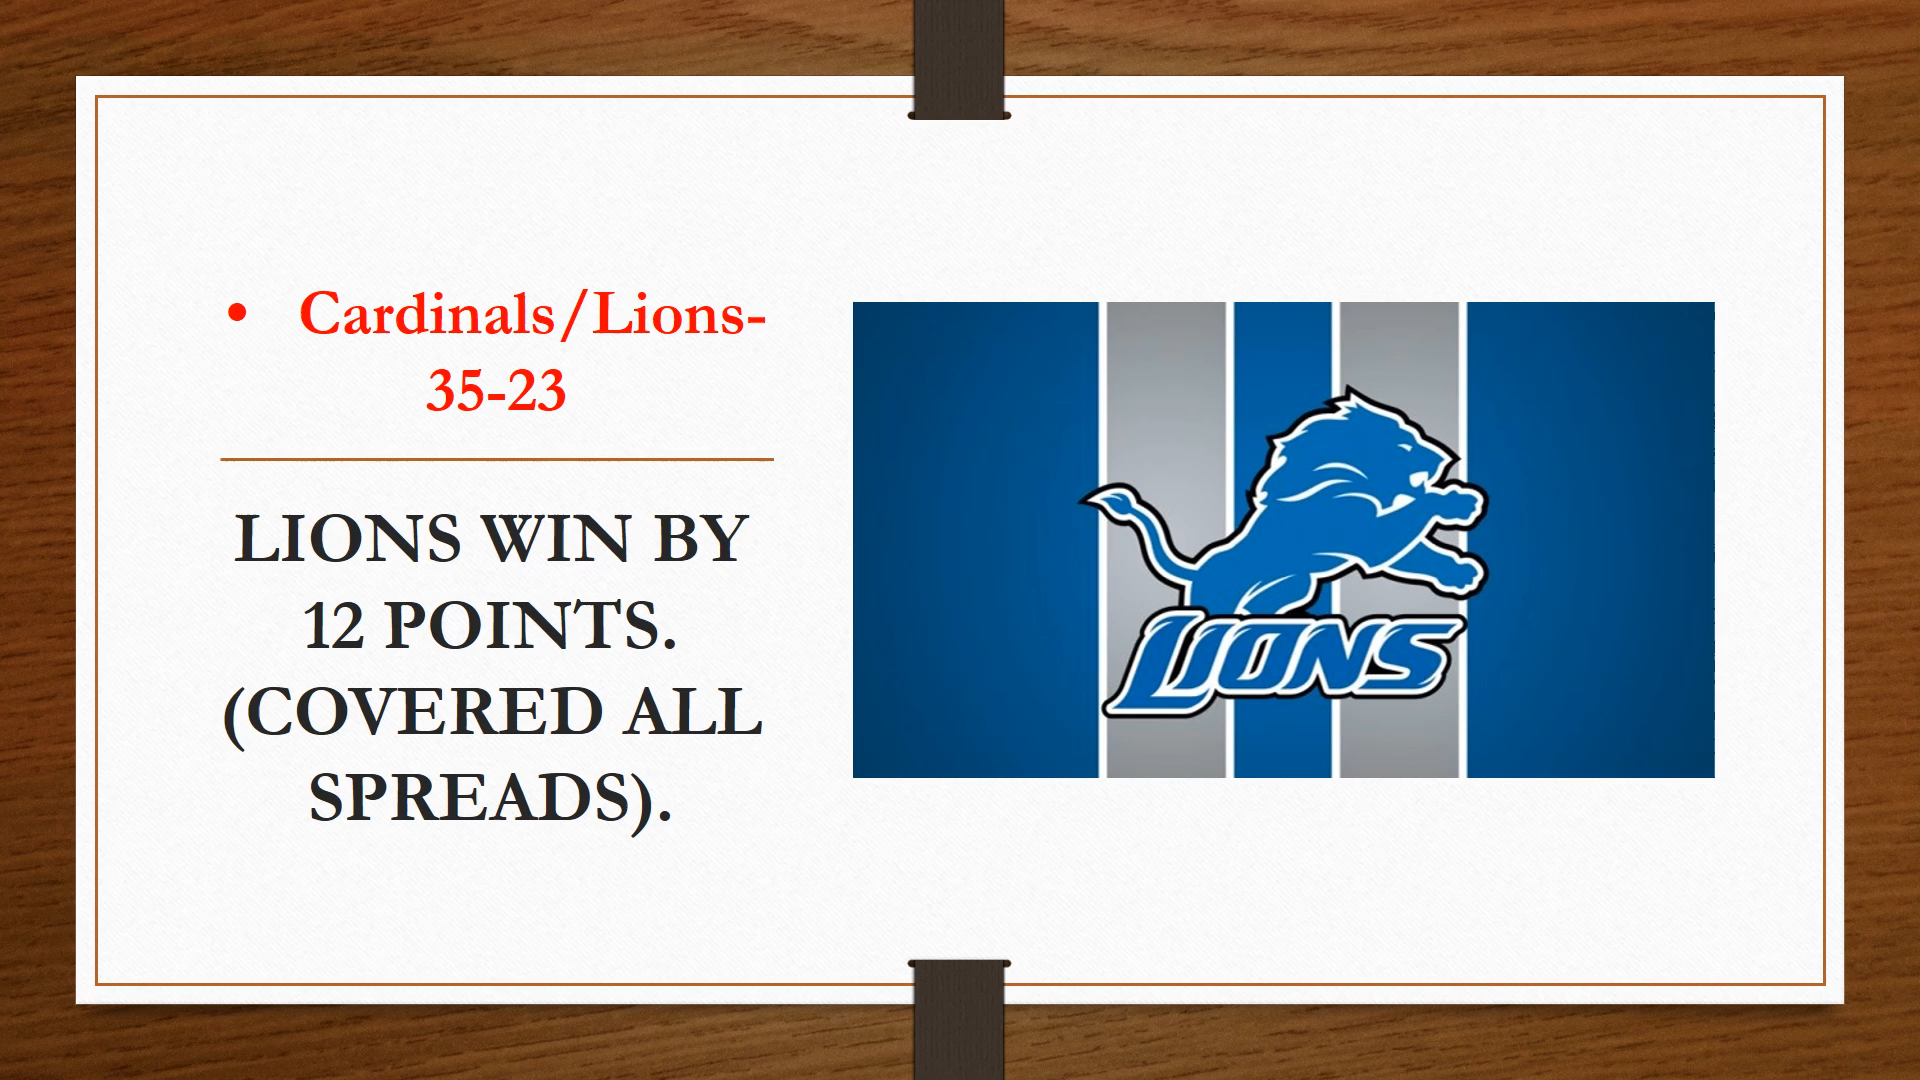 • Cardinals/Lions-
35-23
LIONS WIN BY
12 POINTS.
(COVERED ALL
SPREADS).
LIONS